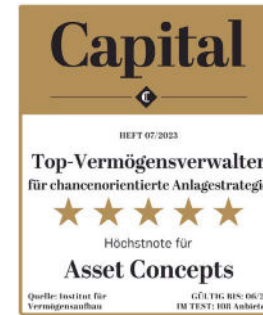 Capital
HEFT 07/2023
Top-Vermögensverwalter
für chancenorientierte Anlagestrategie
Höchstnote für
Asset Concepts
Quelle: Institut für
Vermögensaufbau
GÜLTIG BIS: 06/2
IM TEST: 108 Anbiete